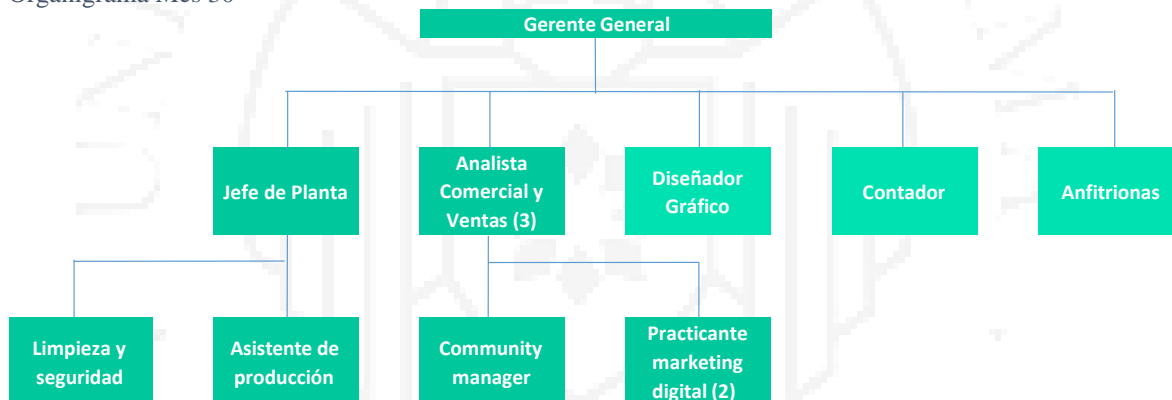 Organigrama Mes 36
Gerente General
Jefe de Planta
Analista
Comercial y
Ventas (3)
Diseñador
Gráfico
Contador
Anfitrionas
Limpieza y
seguridad
Asistente de
producción
Community
manager
Practicante
marketing
digital (2)